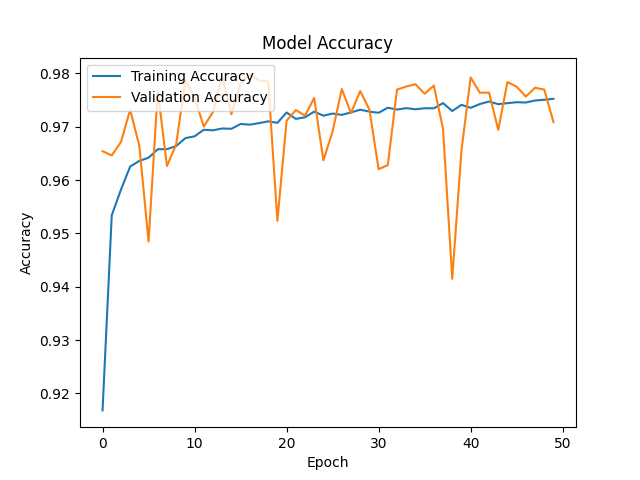 Model Accuracy
Training Accuracy
Validation Accuracy
0.98
0.97
0.96
0.95
0.94
0.93
0.92
Accuracy
0
10
20
30
40
50
Epoch